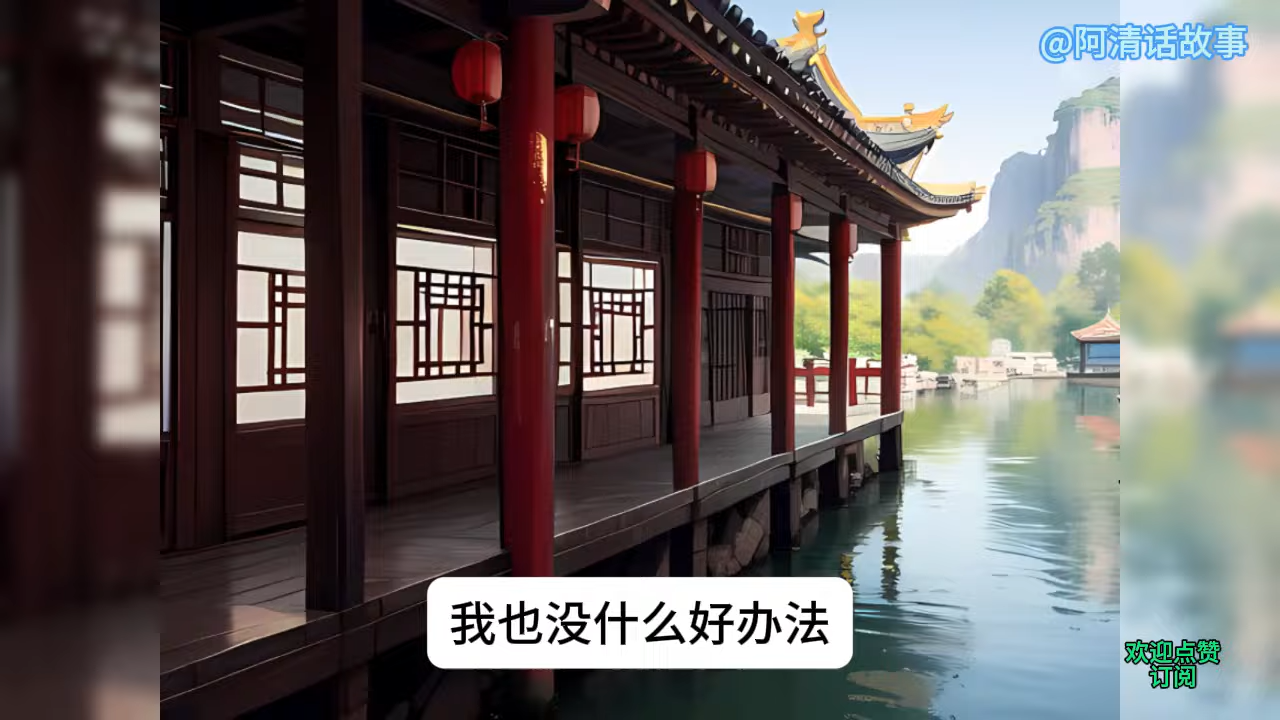 @阿清话故事
我也没什么好办法
欢迎点赞
订阅